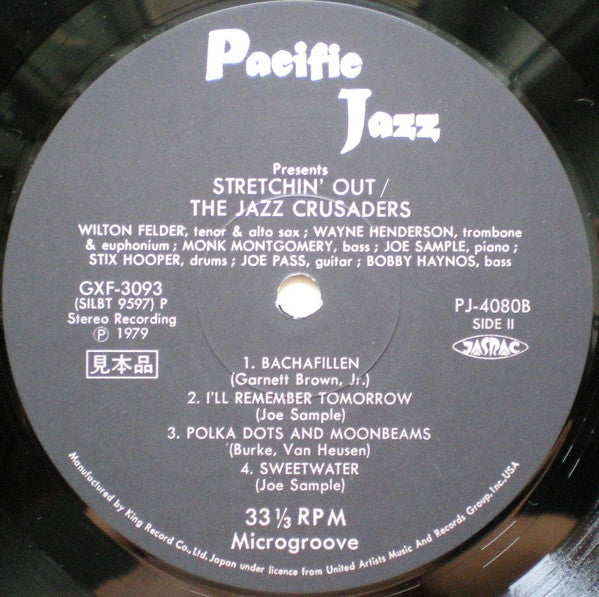 Pacific
Jazz
Presents
STRETCHIN' OUT /
THE JAZZ CRUSADERS
WILTON FELDER, tenor & alto sax ; WAYNE HENDERSON, trombone
& euphonium ; MONK MONTGOMERY, bass ; JOE SAMPLE, piano ;
STIX HOOPER, drums ; JOE PASS, guitar ; BOBBY HAYNOS, bass
GXF-3093
(SILBT 9597) P
Stereo Recording
Ⓟ 1979
見本品
PJ-4080B
SIDE II
JASRAC
1. BACHAFILLEN
(Garnett Brown, Jr.)
2. I'LL REMEMBER TOMORROW
(Joe Sample)
3. POLKA DOTS AND MOONBEAMS
(Burke, Van Heusen)
4. SWEETWATER
(Joe Sample)
33 1/3 RPM
Microgroove
Manufactured by King Record Co., Ltd, Japan under licence from United Artists Music And Records Group, Inc, USA